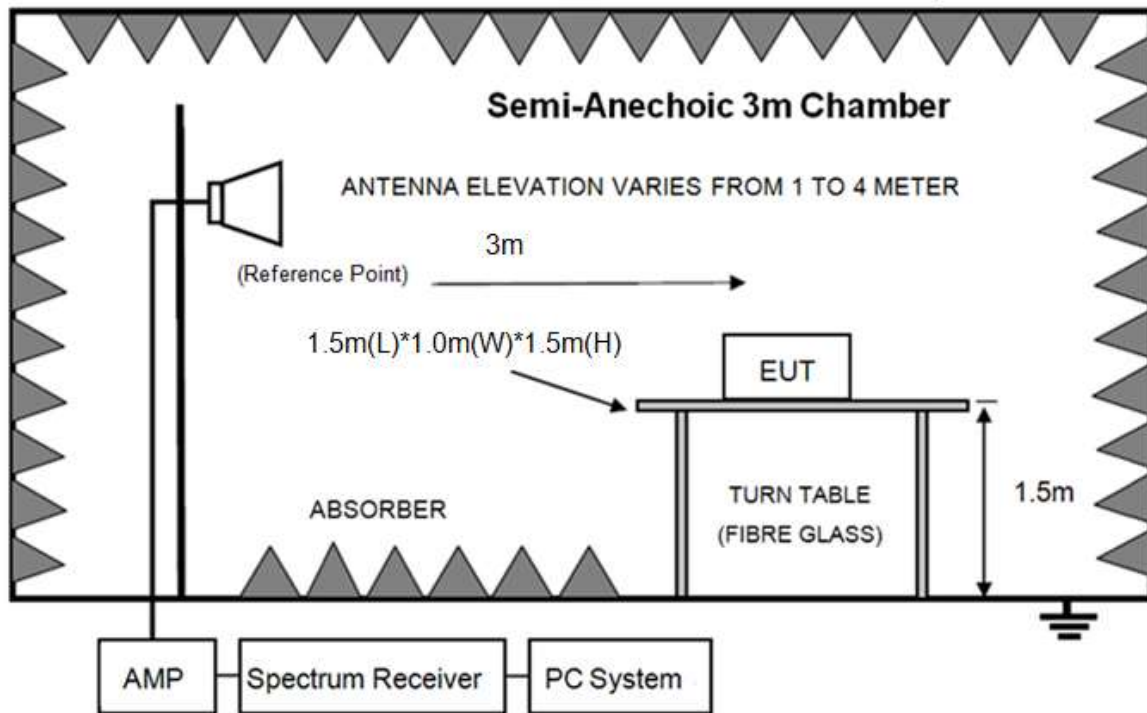 Semi-Anechoic 3m Chamber
ANTENNA ELEVATION VARIES FROM 1 TO 4 METER
3m
(Reference Point)
1.5m(L)*1.0m(W)*1.5m(H)
EUT
1.5m
TURN TABLE
(FIBRE GLASS)
ABSORBER
AMP
Spectrum Receiver
PC System